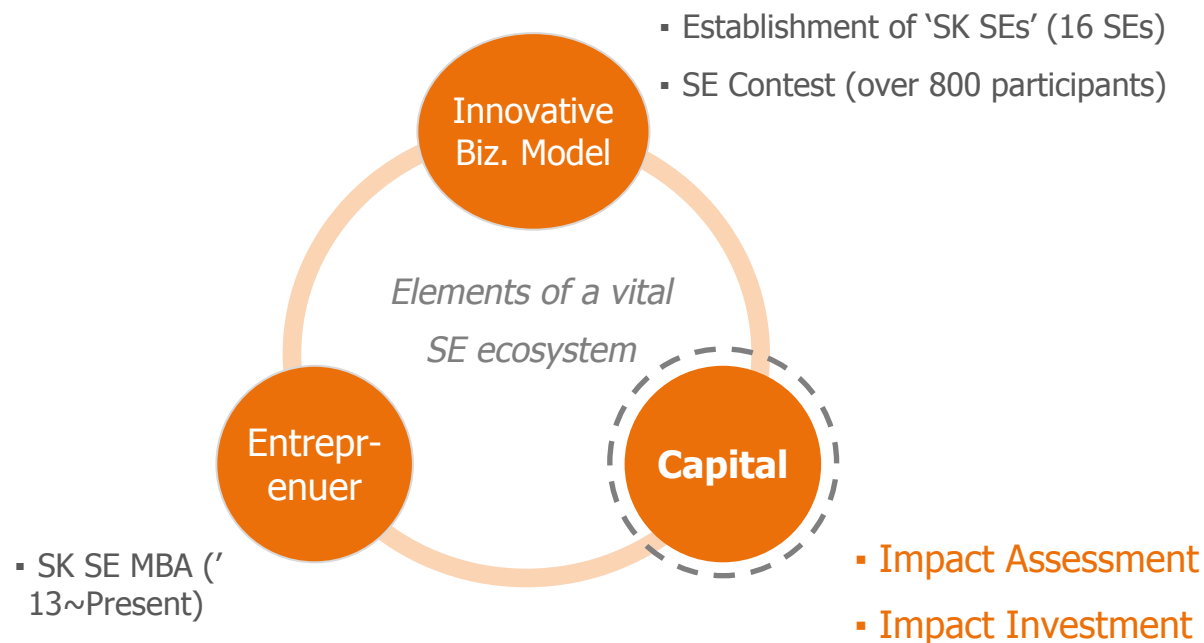 ▪ Establishment of ‘SK SEs’ (16 SEs)
▪ SE Contest (over 800 participants)
Innovative
Biz. Model
Elements of a vital
SE ecosystem
Entrepr-
enuer
Capital
▪ SK SE MBA (’
13~Present)
▪ Impact Assessment
▪ Impact Investment